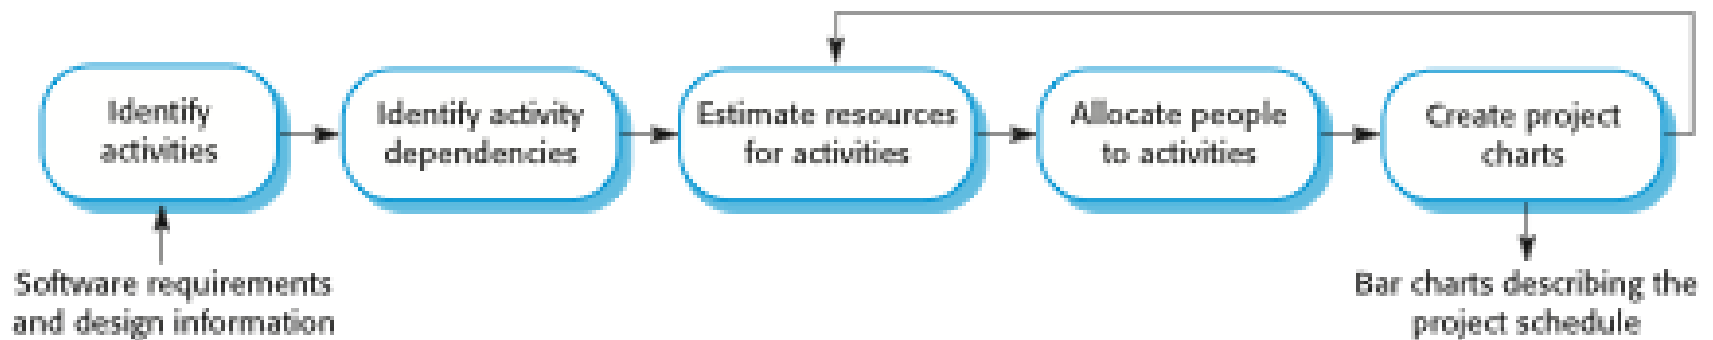 Identify
activities
Identify activity
dependencies
Estimate resources
for activities
Allocate people
to activities
Create project
charts
Software requirements
and design information
Bar charts describing the
project schedule